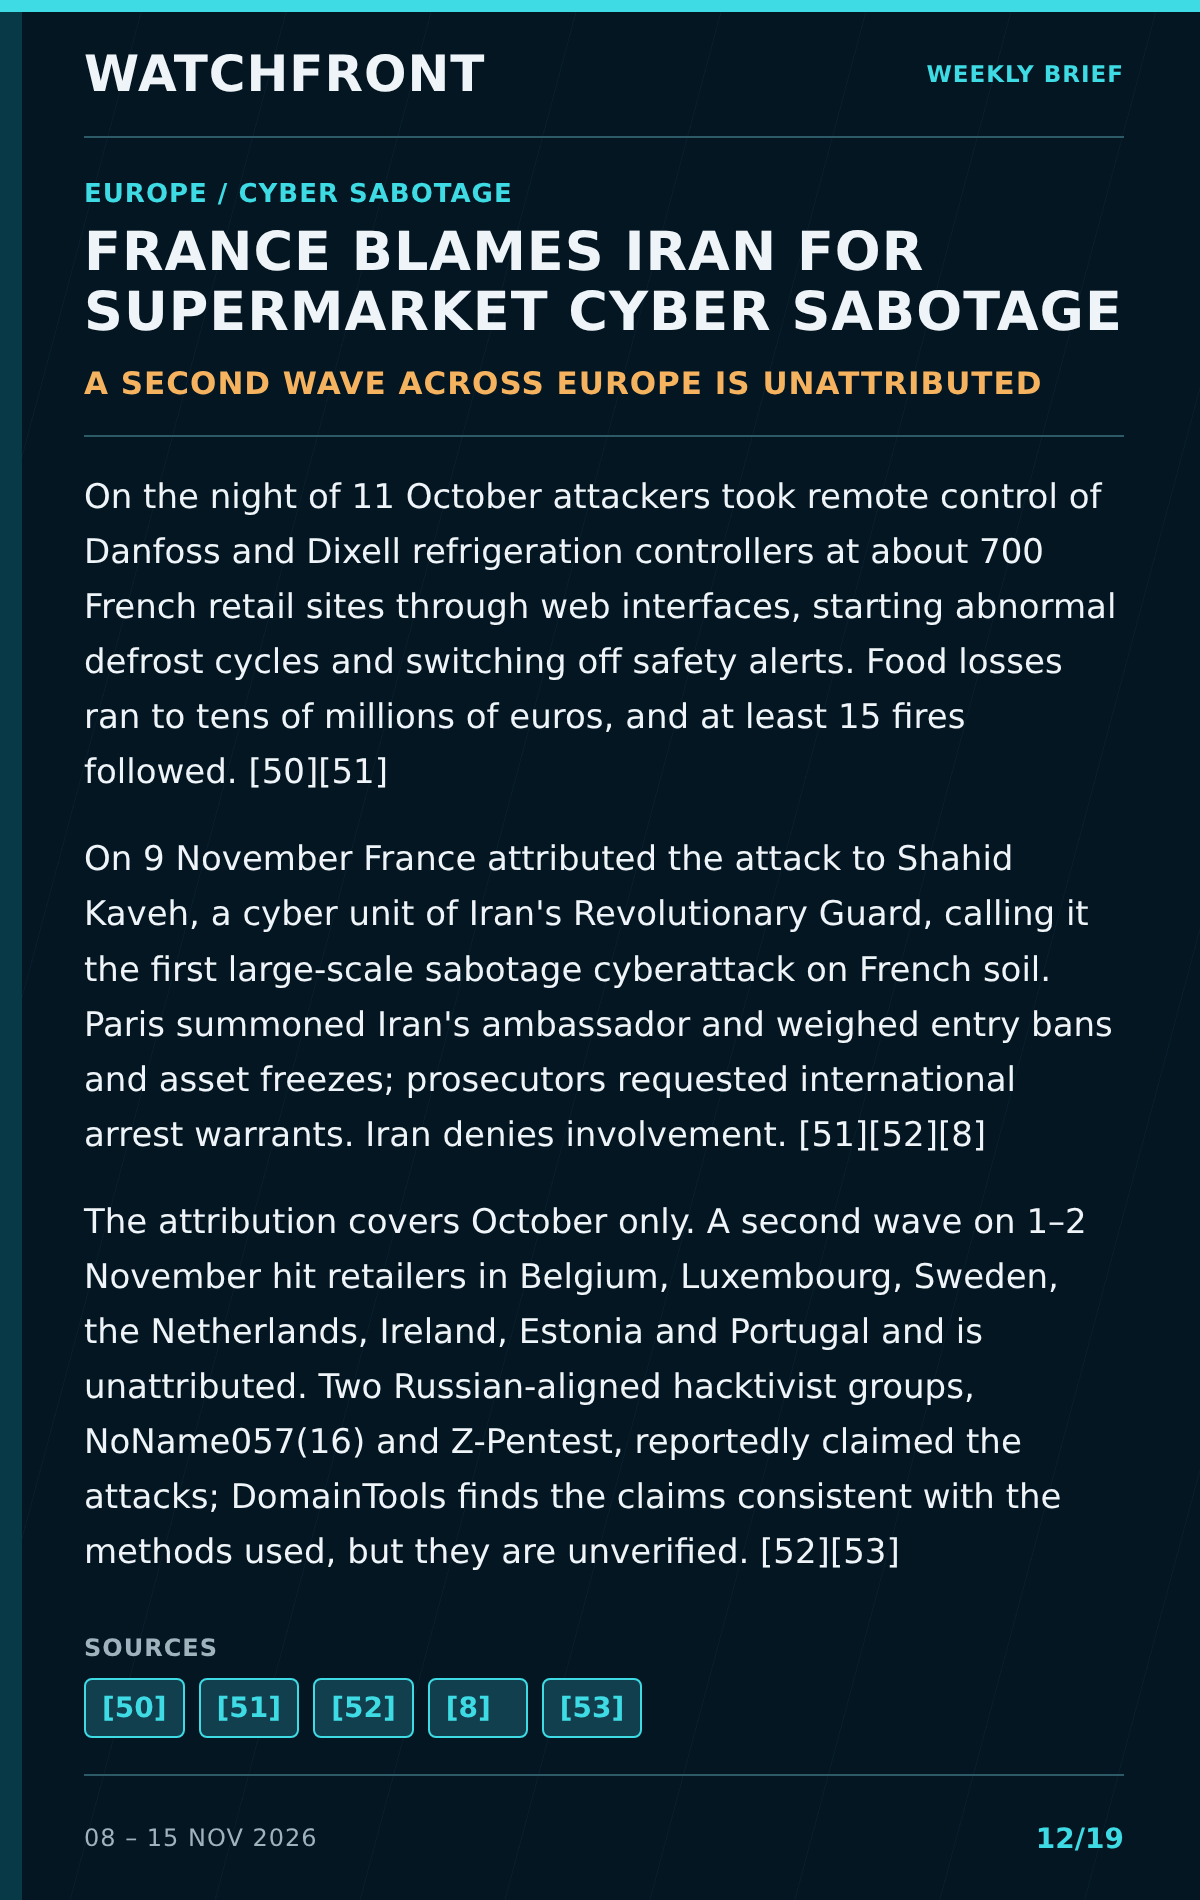 WATCHFRONT
WEEKLY BRIEF
EUROPE / CYBER SABOTAGE
FRANCE BLAMES IRAN FOR
SUPERMARKET CYBER SABOTAGE
A SECOND WAVE ACROSS EUROPE IS UNATTRIBUTED
On the night of 11 October attackers took remote control of
Danfoss and Dixell refrigeration controllers at about 700
French retail sites through web interfaces, starting abnormal
defrost cycles and switching off safety alerts. Food losses
ran to tens of millions of euros, and at least 15 fires
followed. [50][51]
On 9 November France attributed the attack to Shahid
Kaveh, a cyber unit of Iran's Revolutionary Guard, calling it
the first large-scale sabotage cyberattack on French soil.
Paris summoned Iran's ambassador and weighed entry bans
and asset freezes; prosecutors requested international
arrest warrants. Iran denies involvement. [51][52][8]
The attribution covers October only. A second wave on 1–2
November hit retailers in Belgium, Luxembourg, Sweden,
the Netherlands, Ireland, Estonia and Portugal and is
unattributed. Two Russian-aligned hacktivist groups,
NoName057(16) and Z-Pentest, reportedly claimed the
attacks; DomainTools finds the claims consistent with the
methods used, but they are unverified. [52][53]
SOURCES
[50] [51] [52] [8] [53]
08 – 15 NOV 2026
12/19